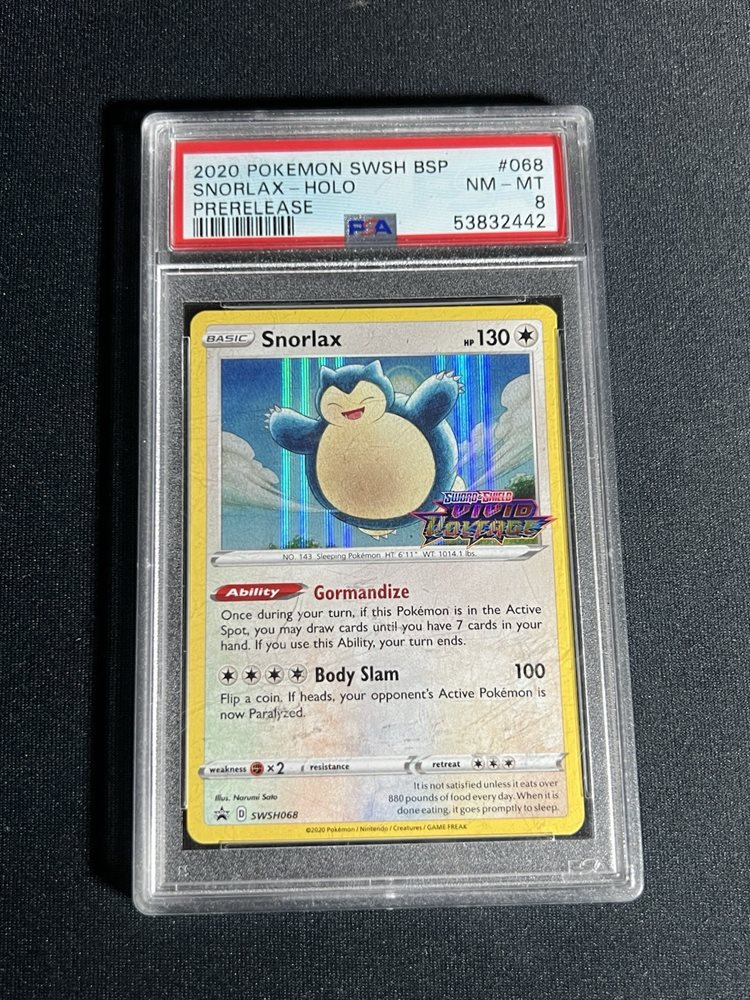 2020 POKEMON SWSH BSP #068
SNORLAX - HOLO NM - MT
PRERELEASE 8
PSA 53832442
BASIC Snorlax HP 130
SWORD & SHIELD
VIVID
VOLTAGE
NO. 143 Sleeping Pokémon HT: 6'11" WT: 1014.1 lbs.
Ability Gormandize
Once during your turn, if this Pokémon is in the Active
Spot, you may draw cards until you have 7 cards in your
hand. If you use this Ability, your turn ends.
Body Slam 100
Flip a coin. If heads, your opponent's Active Pokémon is
now Paralyzed.
weakness ×2 resistance retreat
It is not satisfied unless it eats over
880 pounds of food every day. When it is
done eating, it goes promptly to sleep.
Illus. Narumi Sato
D SWSH068
©2020 Pokémon / Nintendo / Creatures / GAME FREAK